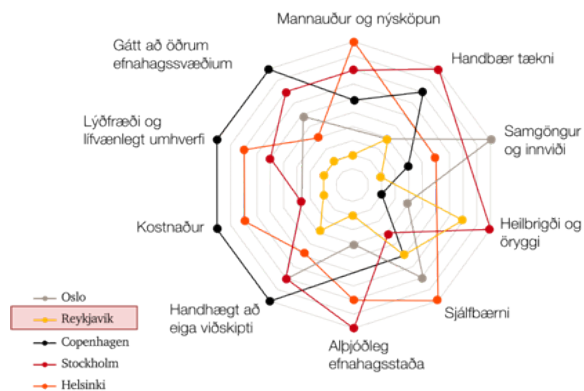 Mannauður og nýsköpun
Gátt að öðrum
efnahagssvæðium
Handbær tækni
Lýðfræði og
lífvænlegt umhverfi
Samgöngur
og innviði
Kostnaður
Heilbrigði og
öryggi
Handhægt að
eiga viðskipti
Sjálfbærni
Alþjóðleg
efnahagsstaða
Oslo
Reykjavik
Copenhagen
Stockholm
Helsinki